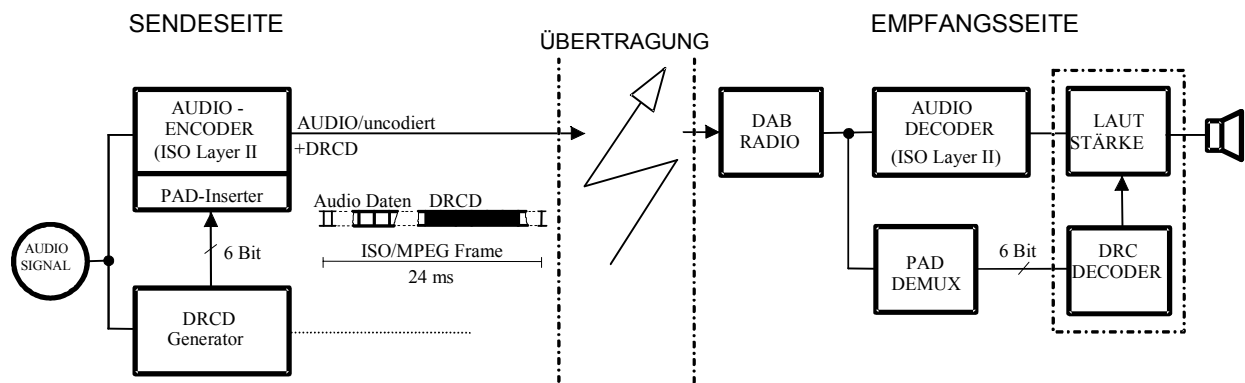 SENDESEITE
ÜBERTRAGUNG
EMPFANGSSEITE
AUDIO -
ENCODER
(ISO Layer II
PAD-Inserter
AUDIO/uncodiert
+DRCD
Audio Daten
DRCD
ISO/MPEG Frame
24 ms
AUDIO
SIGNAL
6 Bit
DRCD
Generator
DAB
RADIO
AUDIO
DECODER
(ISO Layer II)
LAUT
STÄRKE
PAD
DEMUX
6 Bit
DRC
DECODER